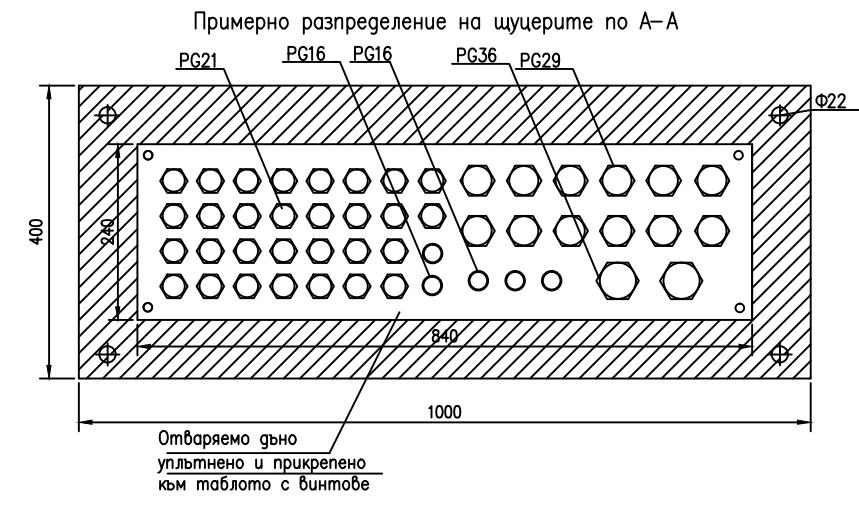 Примерно разпределение на щуцерите по А-А
PG21
PG16
PG16
PG36
PG29
Ф22
400
240
840
1000
Отваряемо дъно
уплътнено и прикрепено
към таблото с винтове